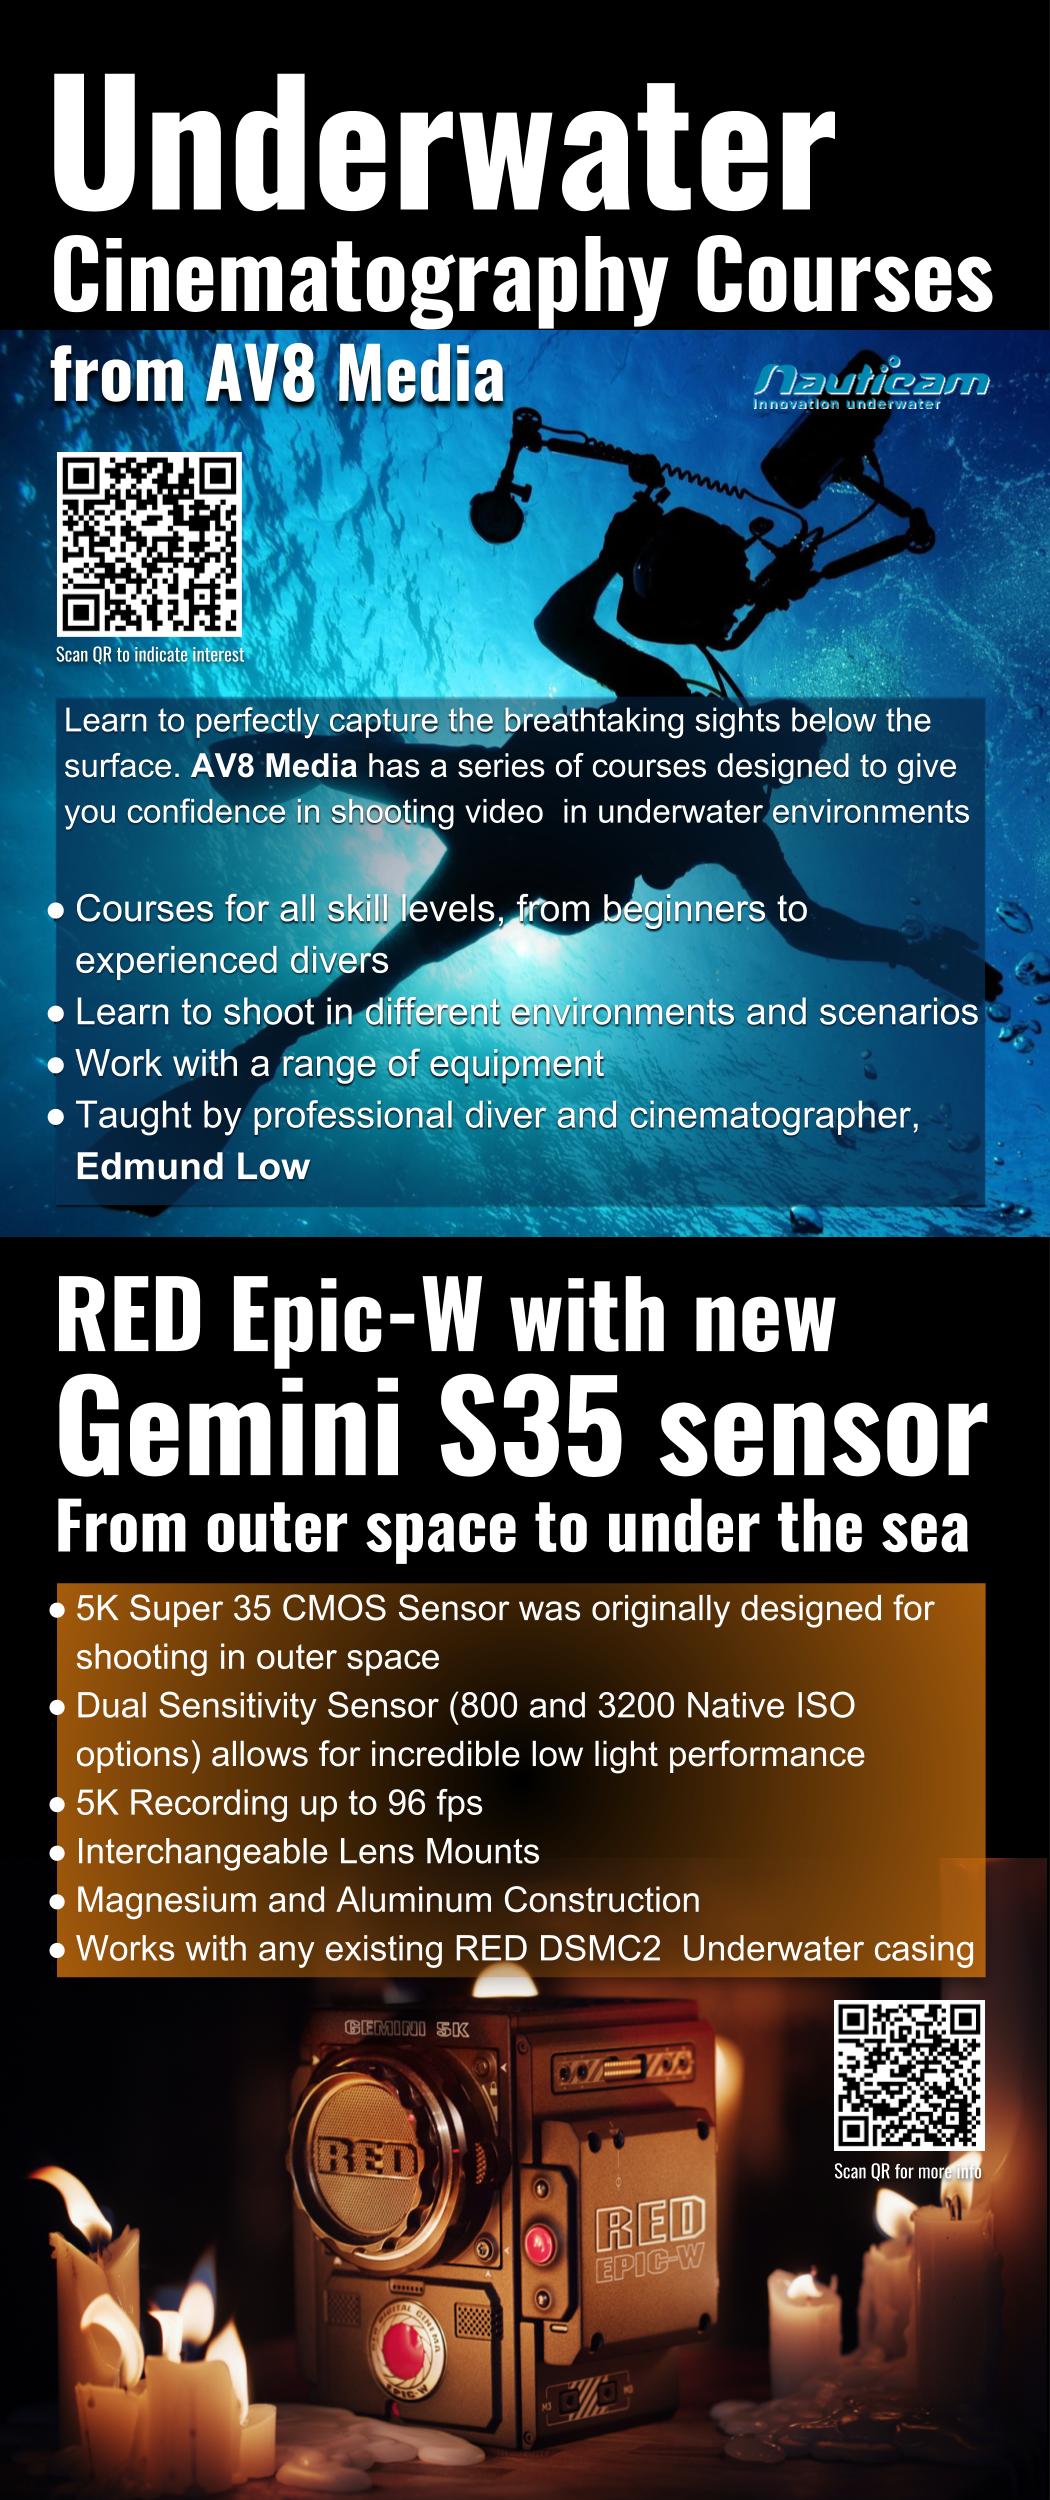 Underwater
Cinematography Courses
from AV8 Media
Nauticam
Innovation underwater
Scan QR to indicate interest
Learn to perfectly capture the breathtaking sights below the
surface. AV8 Media has a series of courses designed to give
you confidence in shooting video  in underwater environments
● Courses for all skill levels, from beginners to
experienced divers
● Learn to shoot in different environments and scenarios
● Work with a range of equipment
● Taught by professional diver and cinematographer,
Edmund Low
RED Epic-W with new
Gemini S35 sensor
From outer space to under the sea
● 5K Super 35 CMOS Sensor was originally designed for
shooting in outer space
● Dual Sensitivity Sensor (800 and 3200 Native ISO
options) allows for incredible low light performance
● 5K Recording up to 96 fps
● Interchangeable Lens Mounts
● Magnesium and Aluminum Construction
● Works with any existing RED DSMC2  Underwater casing
GEMINI 5K
RED
Scan QR for more info
RED
EPIC-W
RED DIGITAL CINEMA
EPIC-W